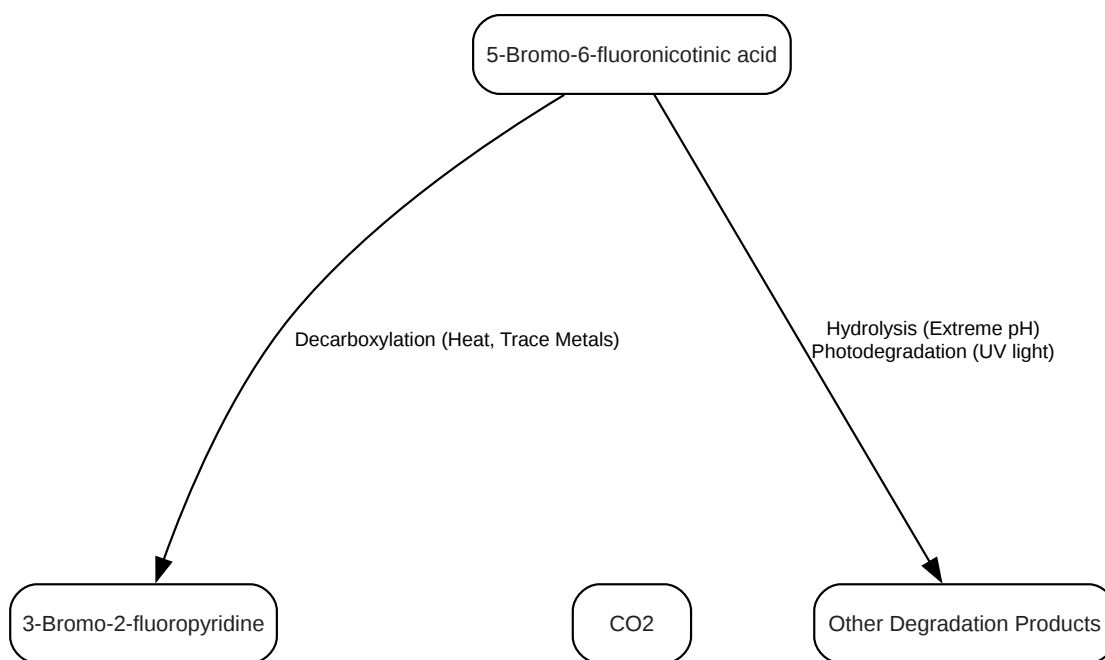 5-Bromo-6-fluoronicotinic acid
Decarboxylation (Heat, Trace Metals)
Hydrolysis (Extreme pH)
Photodegradation (UV light)
3-Bromo-2-fluoropyridine
CO2
Other Degradation Products